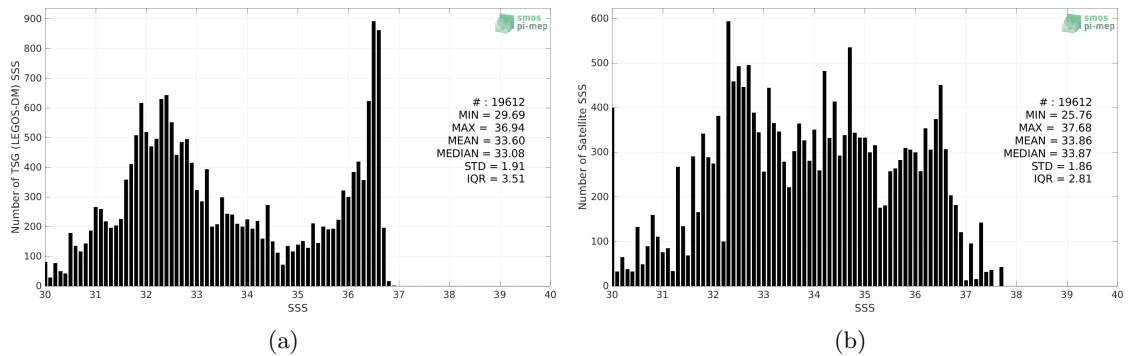 900
800
700
600
500
400
300
200
100
0
Number of TSG (LEGOS-DM) SSS
30 31 32 33 34 35 36 37 38 39 40
SSS
smos
pi-mep
# : 19612
MIN = 29.69
MAX = 36.94
MEAN = 33.60
MEDIAN = 33.08
STD = 1.91
IQR = 3.51
(a)
600
500
400
300
200
100
0
Number of Satellite SSS
30 31 32 33 34 35 36 37 38 39 40
SSS
smos
pi-mep
# : 19612
MIN = 25.76
MAX = 37.68
MEAN = 33.86
MEDIAN = 33.87
STD = 1.86
IQR = 2.81
(b)